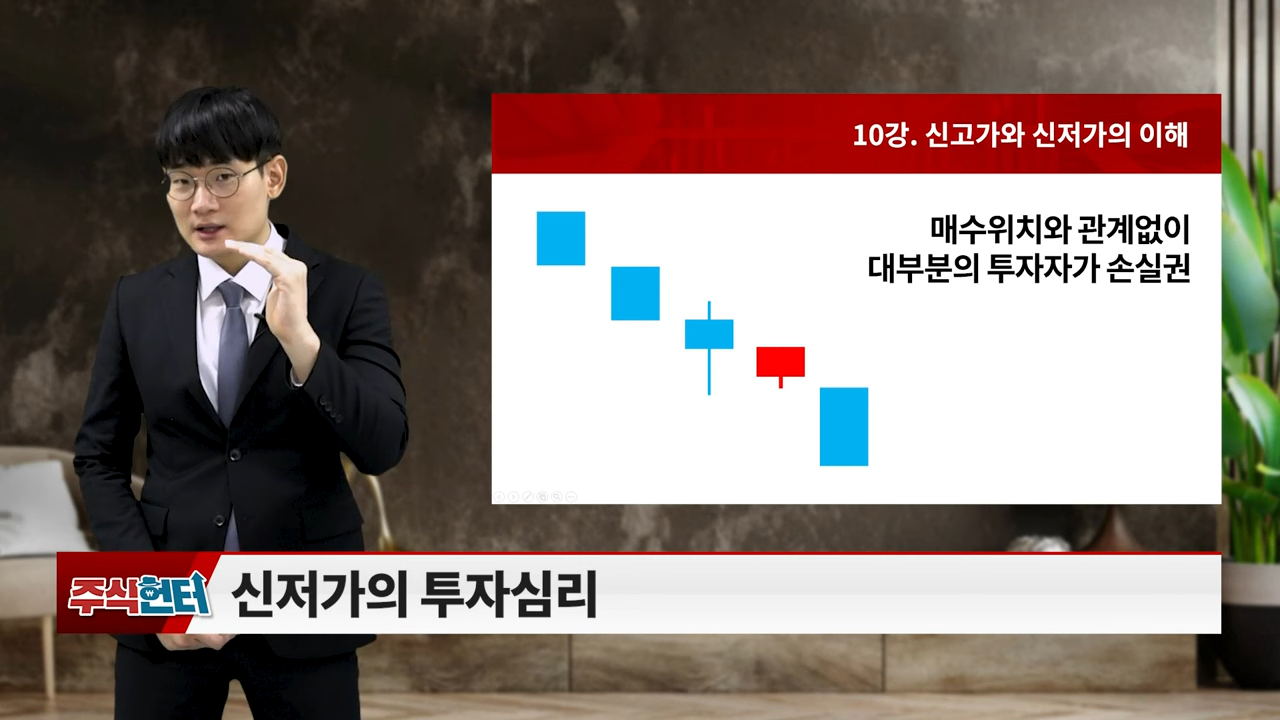 10강. 신고가와 신저가의 이해
매수위치와 관계없이
대부분의 투자자가 손실권
주식헌터
신저가의 투자심리